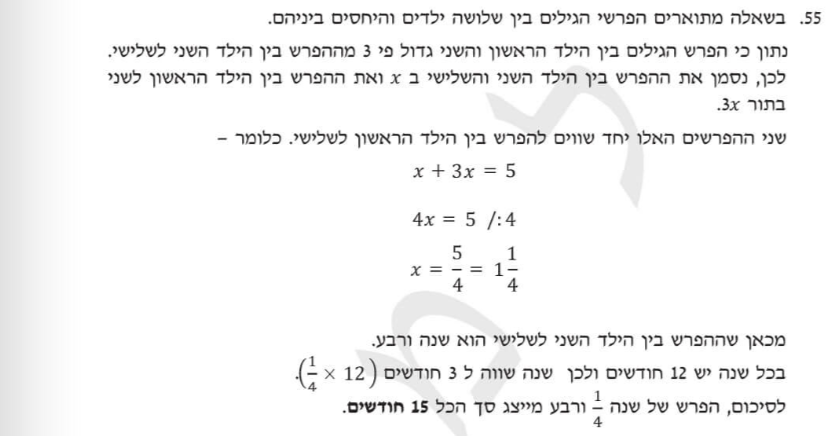 55. בשאלה מתוארים הפרשי הגילים בין שלושה ילדים והיחסים ביניהם.
נתון כי הפרש הגילים בין הילד הראשון והשני גדול פי 3 מההפרש בין הילד השני לשלישי.
לכן, נסמן את ההפרש בין הילד השני והשלישי ב x ואת ההפרש בין הילד הראשון לשני
בתור 3x.
שני ההפרשים האלו יחד שווים להפרש בין הילד הראשון לשלישי. כלומר –
x + 3x = 5
4x = 5 /:4
x = 5/4 = 1 1/4
מכאן שההפרש בין הילד השני לשלישי הוא שנה ורבע.
בכל שנה יש 12 חודשים ולכן שנה שווה ל 3 חודשים (1/4 × 12).
לסיכום, הפרש של שנה 1/4 ורבע מייצג סך הכל 15 חודשים.
למ